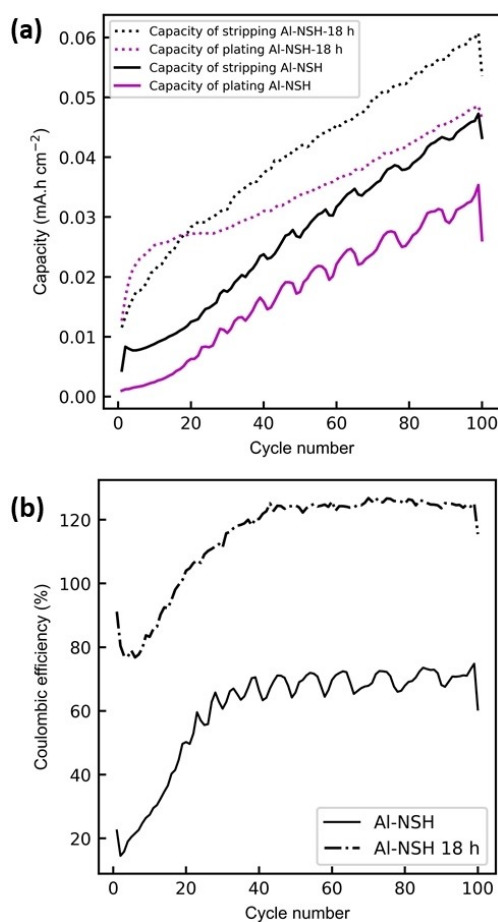 (a)
Capacity of stripping Al-NSH-18 h
Capacity of plating Al-NSH-18 h
Capacity of stripping Al-NSH
Capacity of plating Al-NSH
0.06
0.05
0.04
0.03
0.02
0.01
0.00
Capacity (mA.h cm⁻²)
0 20 40 60 80 100
Cycle number
(b)
120
100
80
60
40
20
Coulombic efficiency (%)
Al-NSH
Al-NSH 18 h
0 20 40 60 80 100
Cycle number